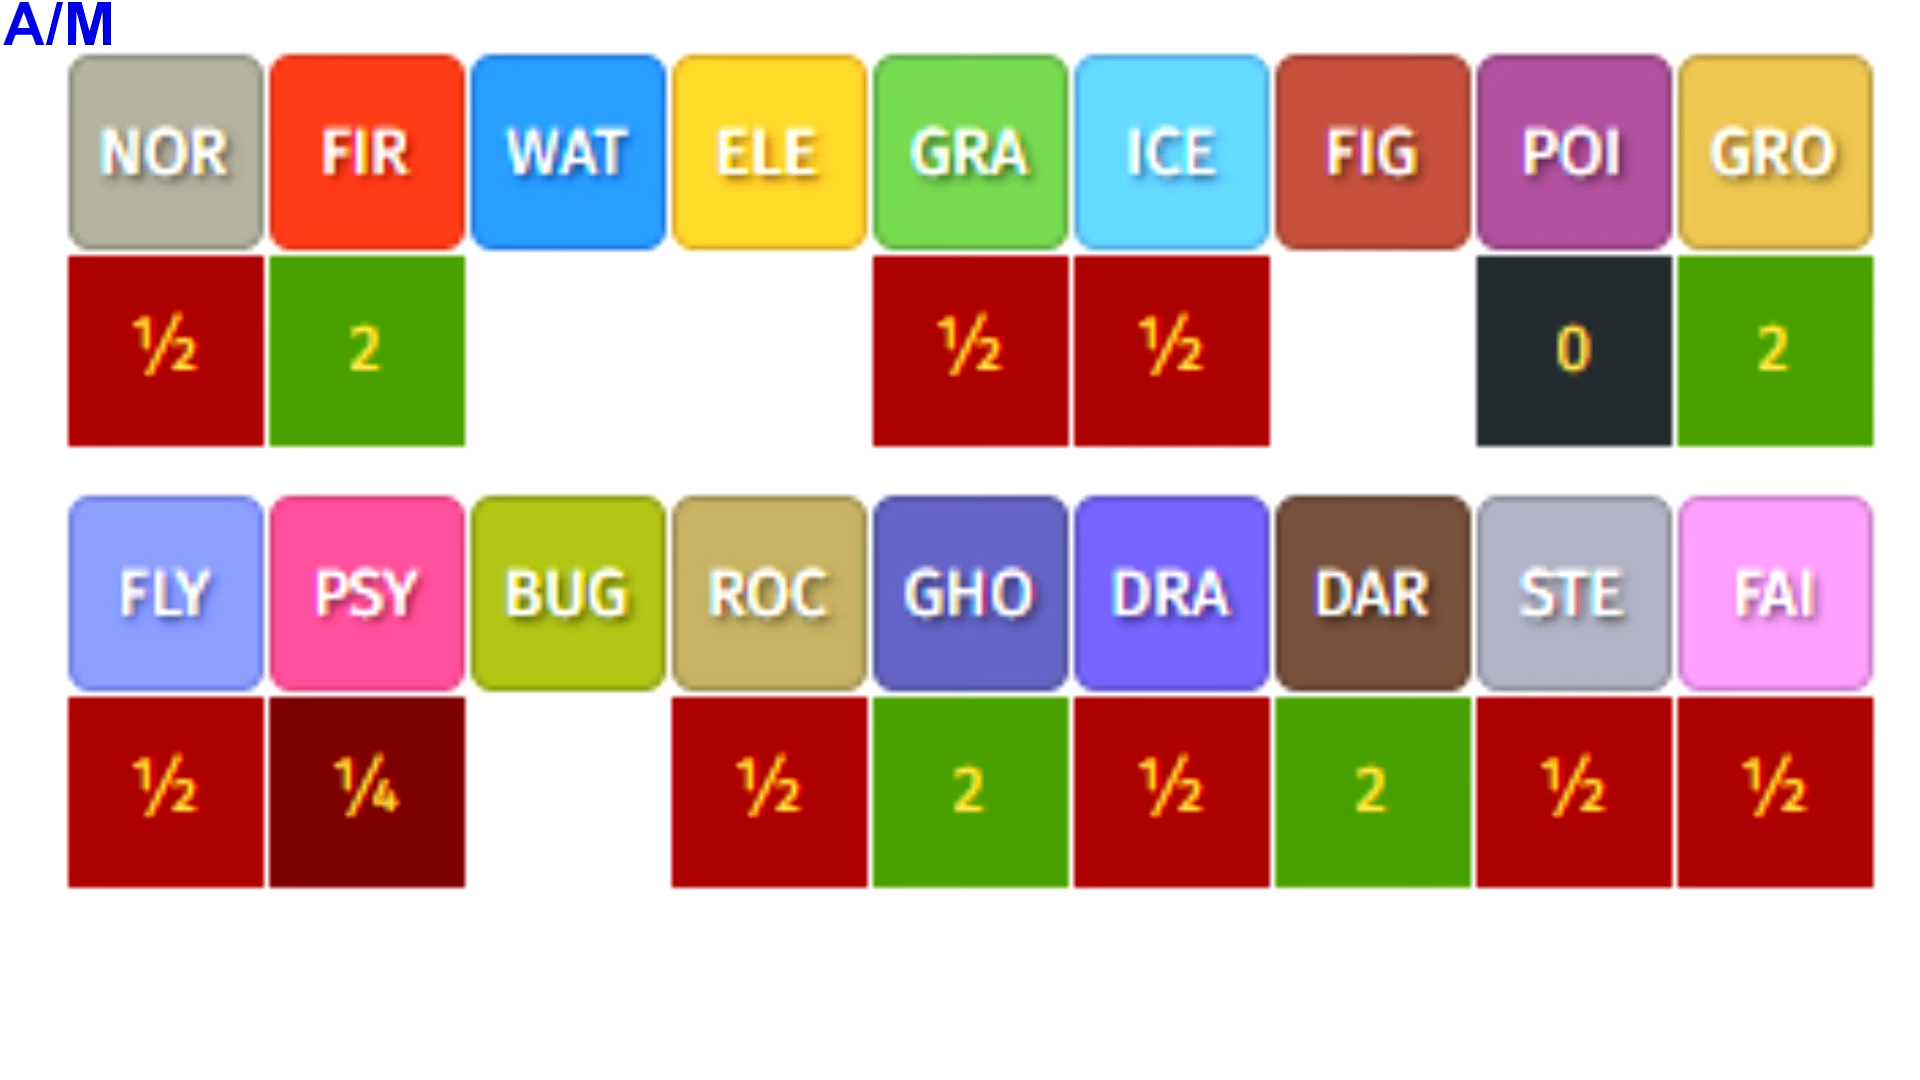 A/M
NOR FIR WAT ELE GRA ICE FIG POI GRO
½ 2 ½ ½ 0 2
FLY PSY BUG ROC GHO DRA DAR STE FAI
½ ¼ ½ 2 ½ 2 ½ ½